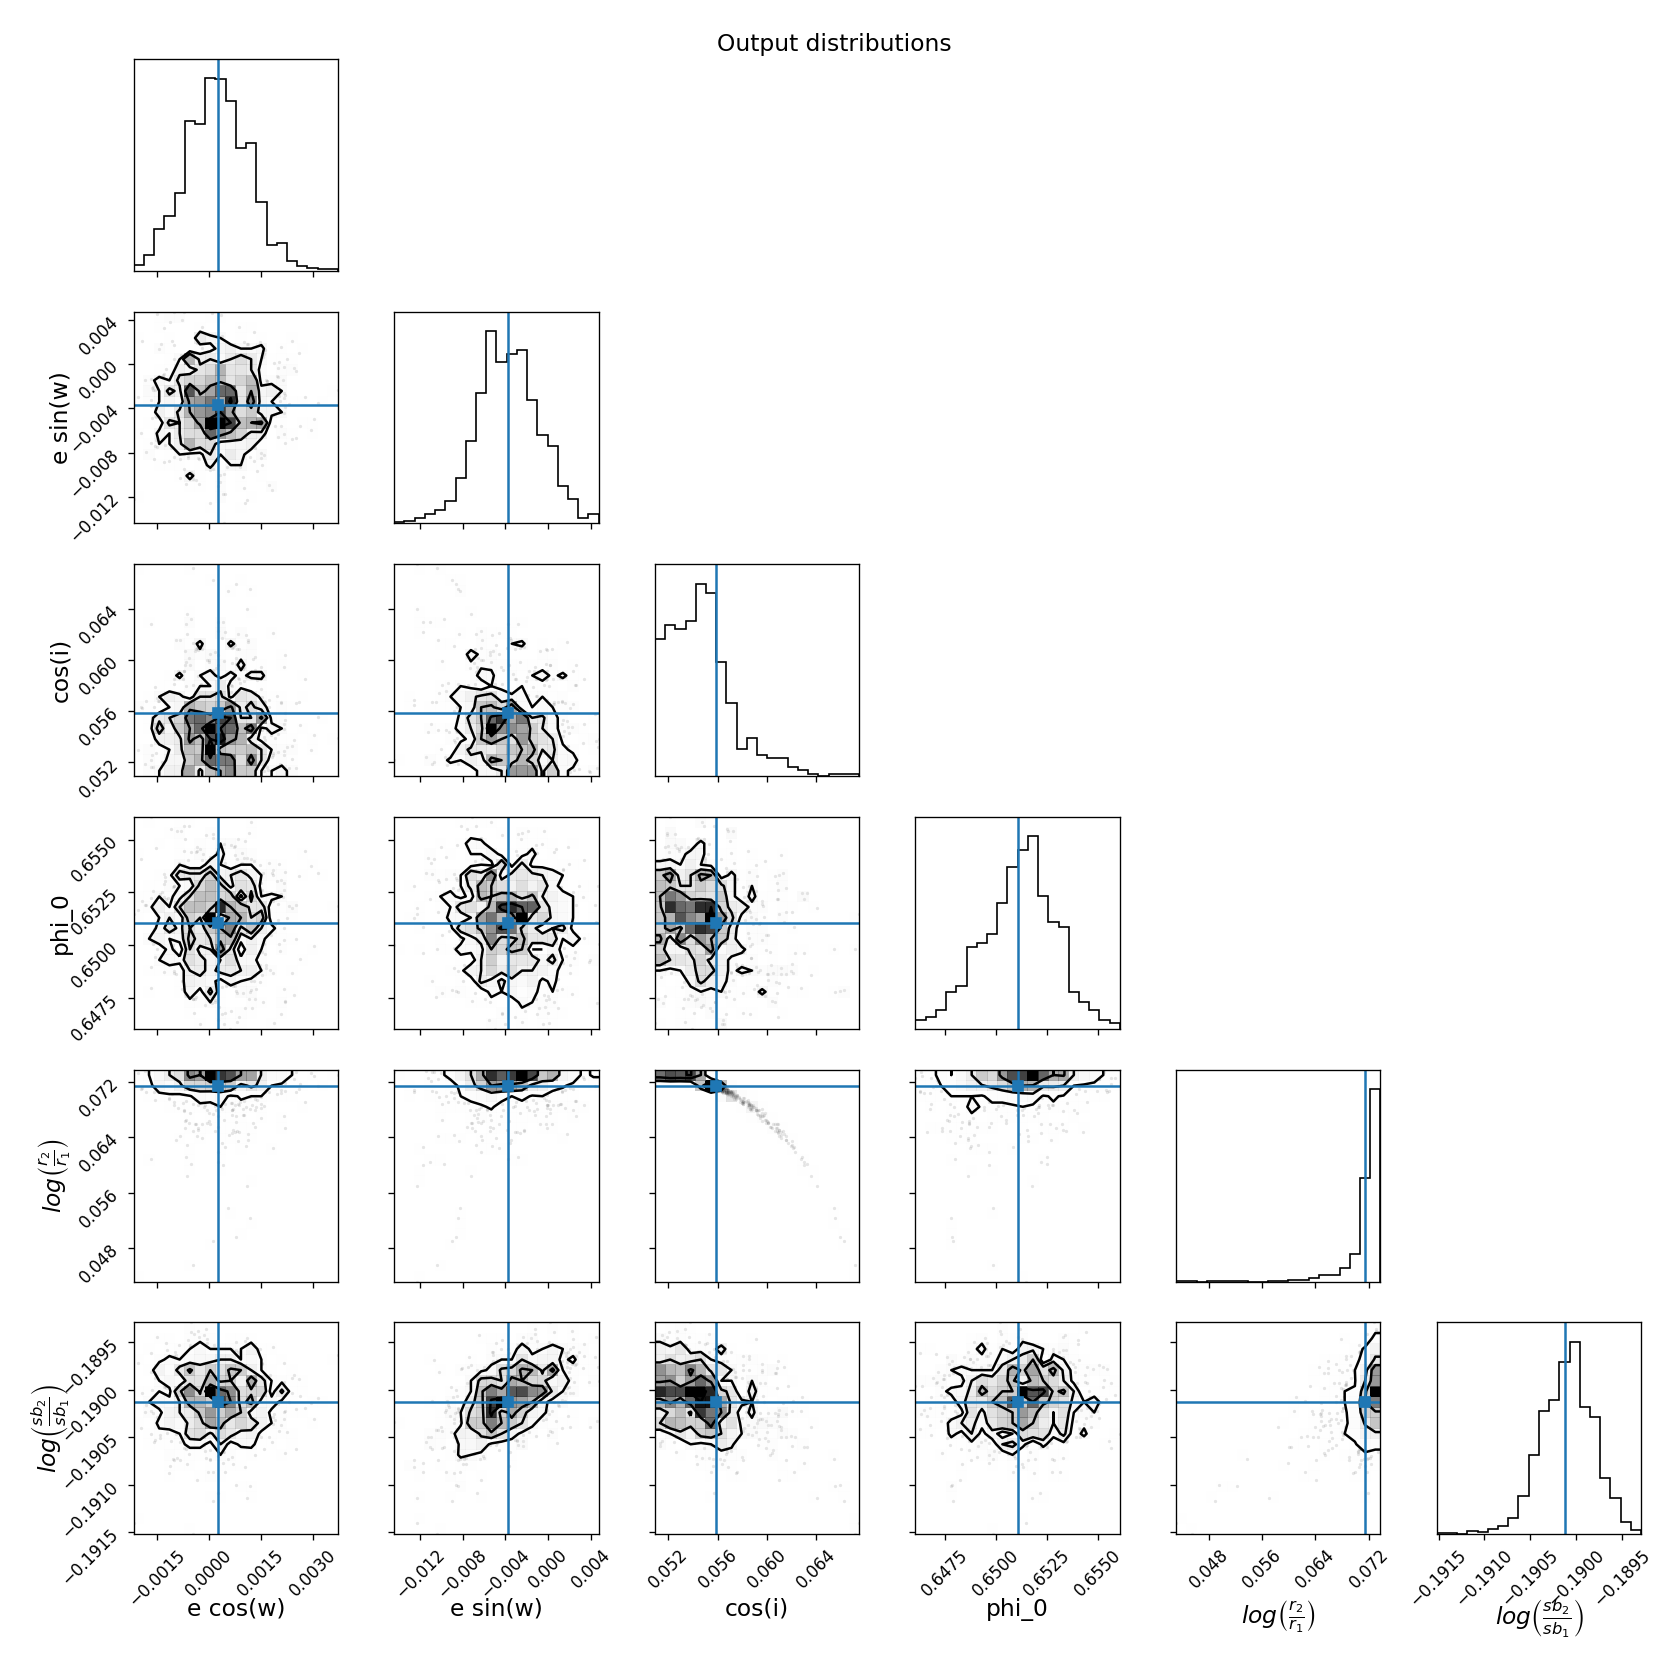 Output distributions
e sin(w)
0.004
0.000
−0.004
−0.008
−0.012
cos(i)
0.064
0.060
0.056
0.052
phi_0
0.6550
0.6525
0.6500
0.6475
log(r₂/r₁)
0.072
0.064
0.056
0.048
log(sb₂/sb₁)
−0.1895
−0.1900
−0.1905
−0.1910
−0.1915
−0.0015 0.0000 0.0015 0.0030
−0.012 −0.008 −0.004 0.000 0.004
0.052 0.056 0.060 0.064
0.6475 0.6500 0.6525 0.6550
0.048 0.056 0.064 0.072
−0.1915 −0.1910 −0.1905 −0.1900 −0.1895
e cos(w) e sin(w) cos(i) phi_0 log(r₂/r₁) log(sb₂/sb₁)